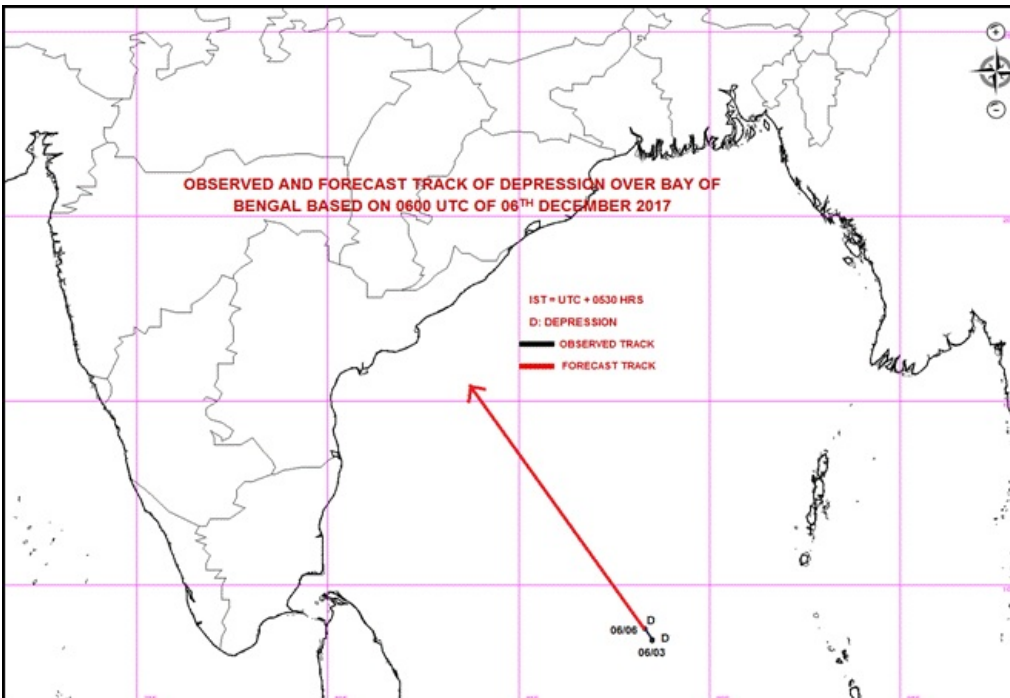 OBSERVED AND FORECAST TRACK OF DEPRESSION OVER BAY OF
BENGAL BASED ON 0600 UTC OF 06TH DECEMBER 2017
IST = UTC + 0530 HRS
D: DEPRESSION
OBSERVED TRACK
FORECAST TRACK
D
06/06
D
06/03